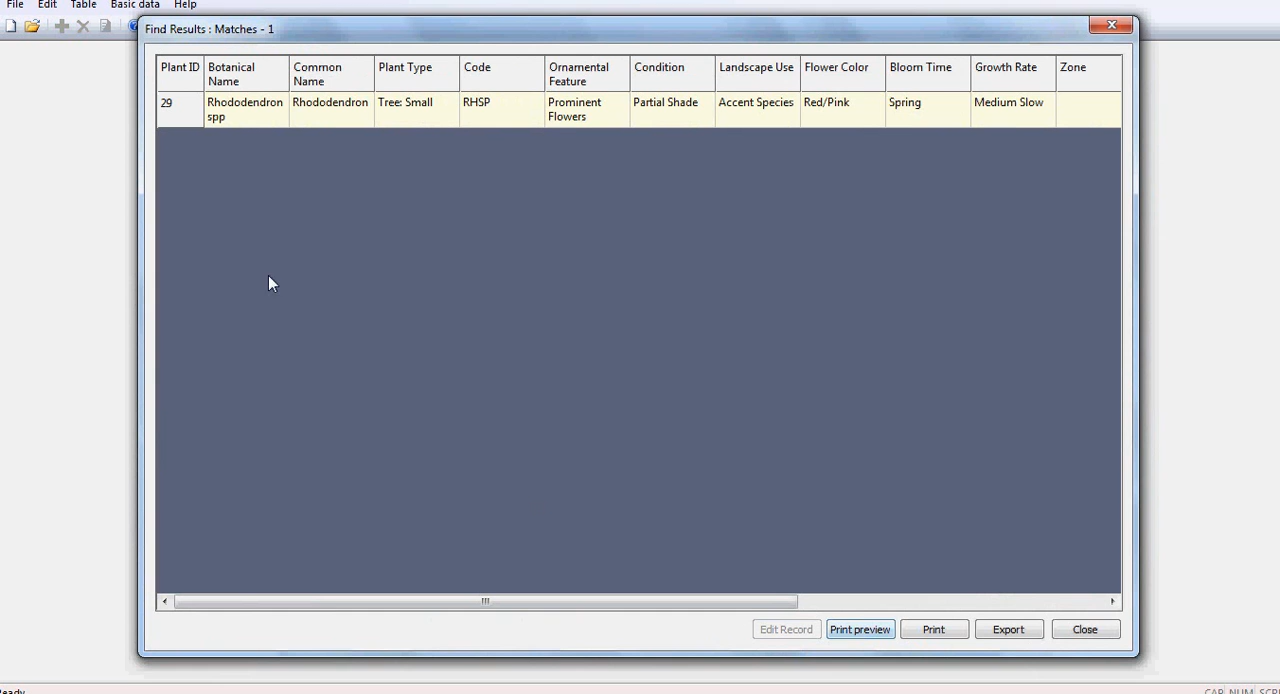 File Edit Table Basic data Help
Find Results : Matches - 1
Plant ID Botanical Name Common Name Plant Type Code Ornamental Feature Condition Landscape Use Flower Color Bloom Time Growth Rate Zone
29 Rhododendron spp Rhododendron Tree: Small RHSP Prominent Flowers Partial Shade Accent Species Red/Pink Spring Medium Slow
Edit Record Print preview Print Export Close
CAP NUM